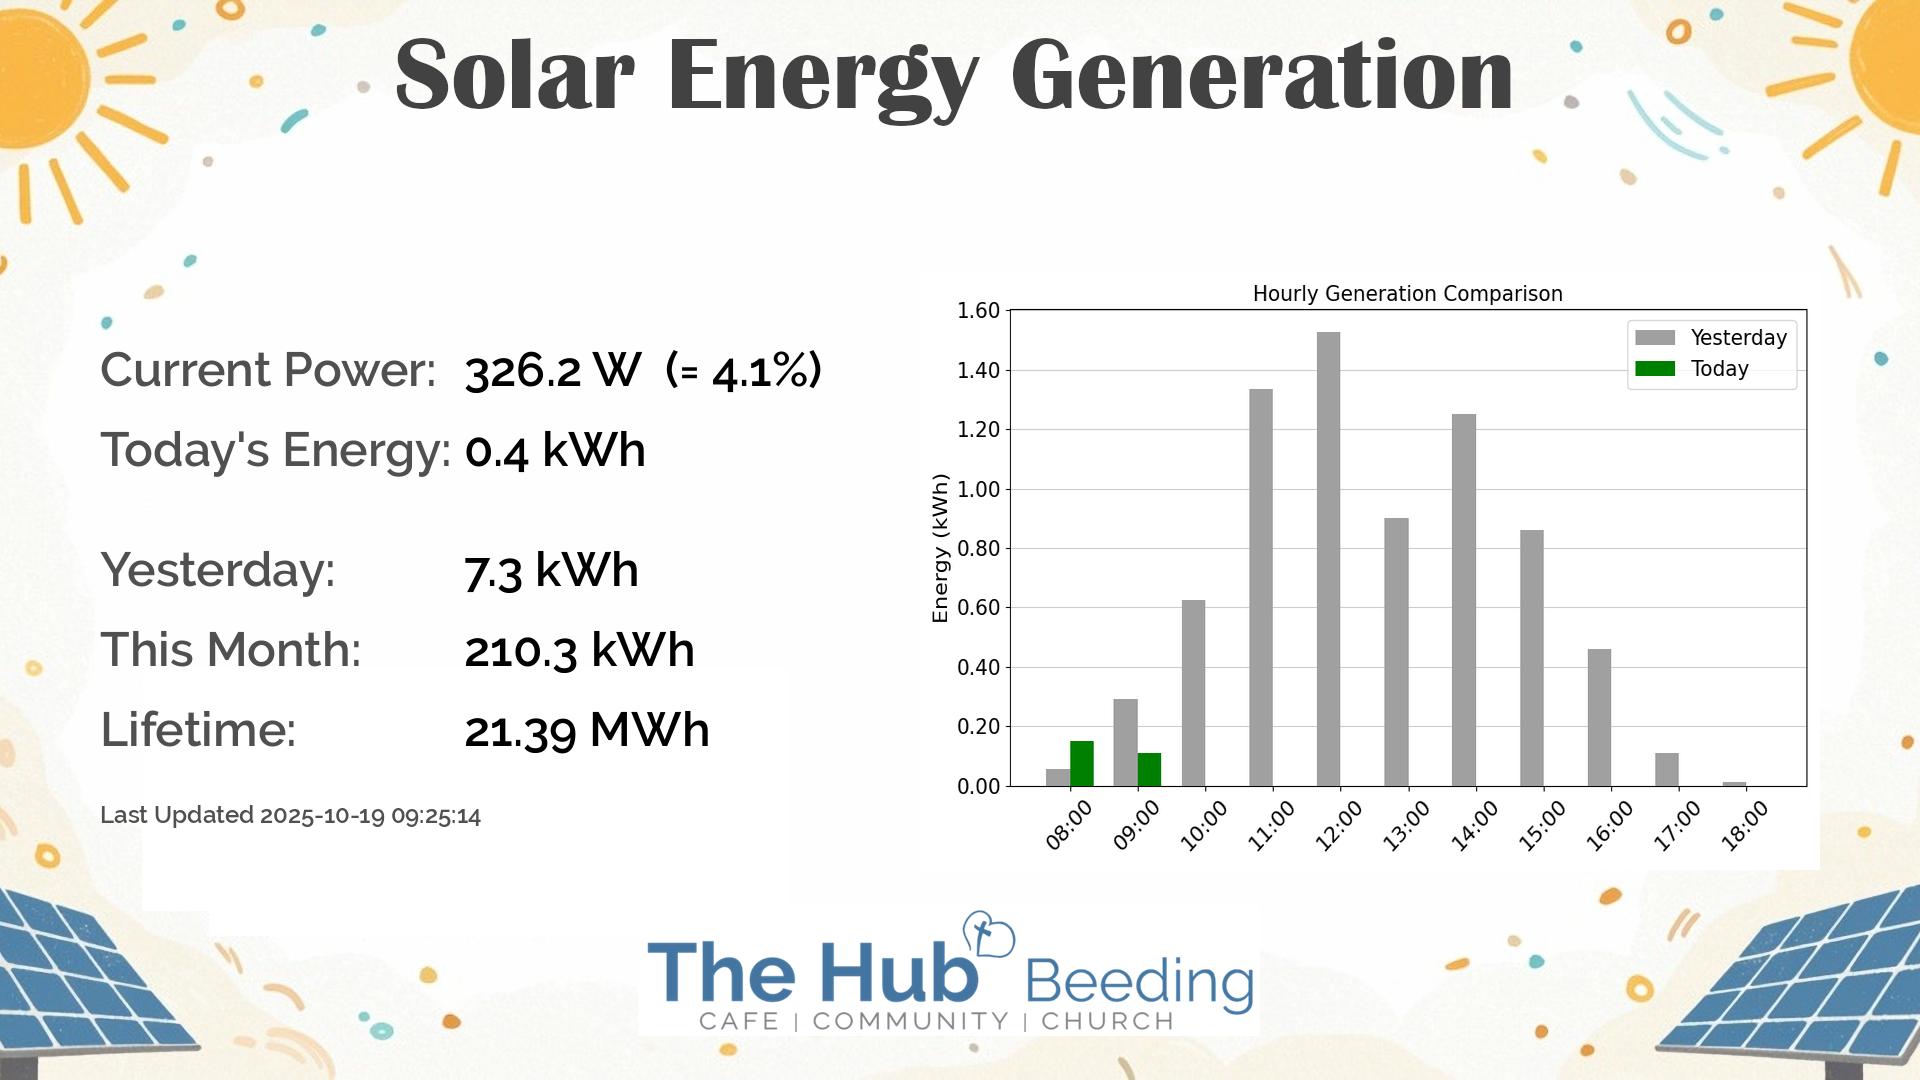 Solar Energy Generation
Current Power: 326.2 W (= 4.1%)
Today's Energy: 0.4 kWh
Yesterday: 7.3 kWh
This Month: 210.3 kWh
Lifetime: 21.39 MWh
Last Updated 2025-10-19 09:25:14
Hourly Generation Comparison
Energy (kWh)
1.60
1.40
1.20
1.00
0.80
0.60
0.40
0.20
0.00
Yesterday
Today
08:00 09:00 10:00 11:00 12:00 13:00 14:00 15:00 16:00 17:00 18:00
The Hub Beeding
CAFE | COMMUNITY | CHURCH